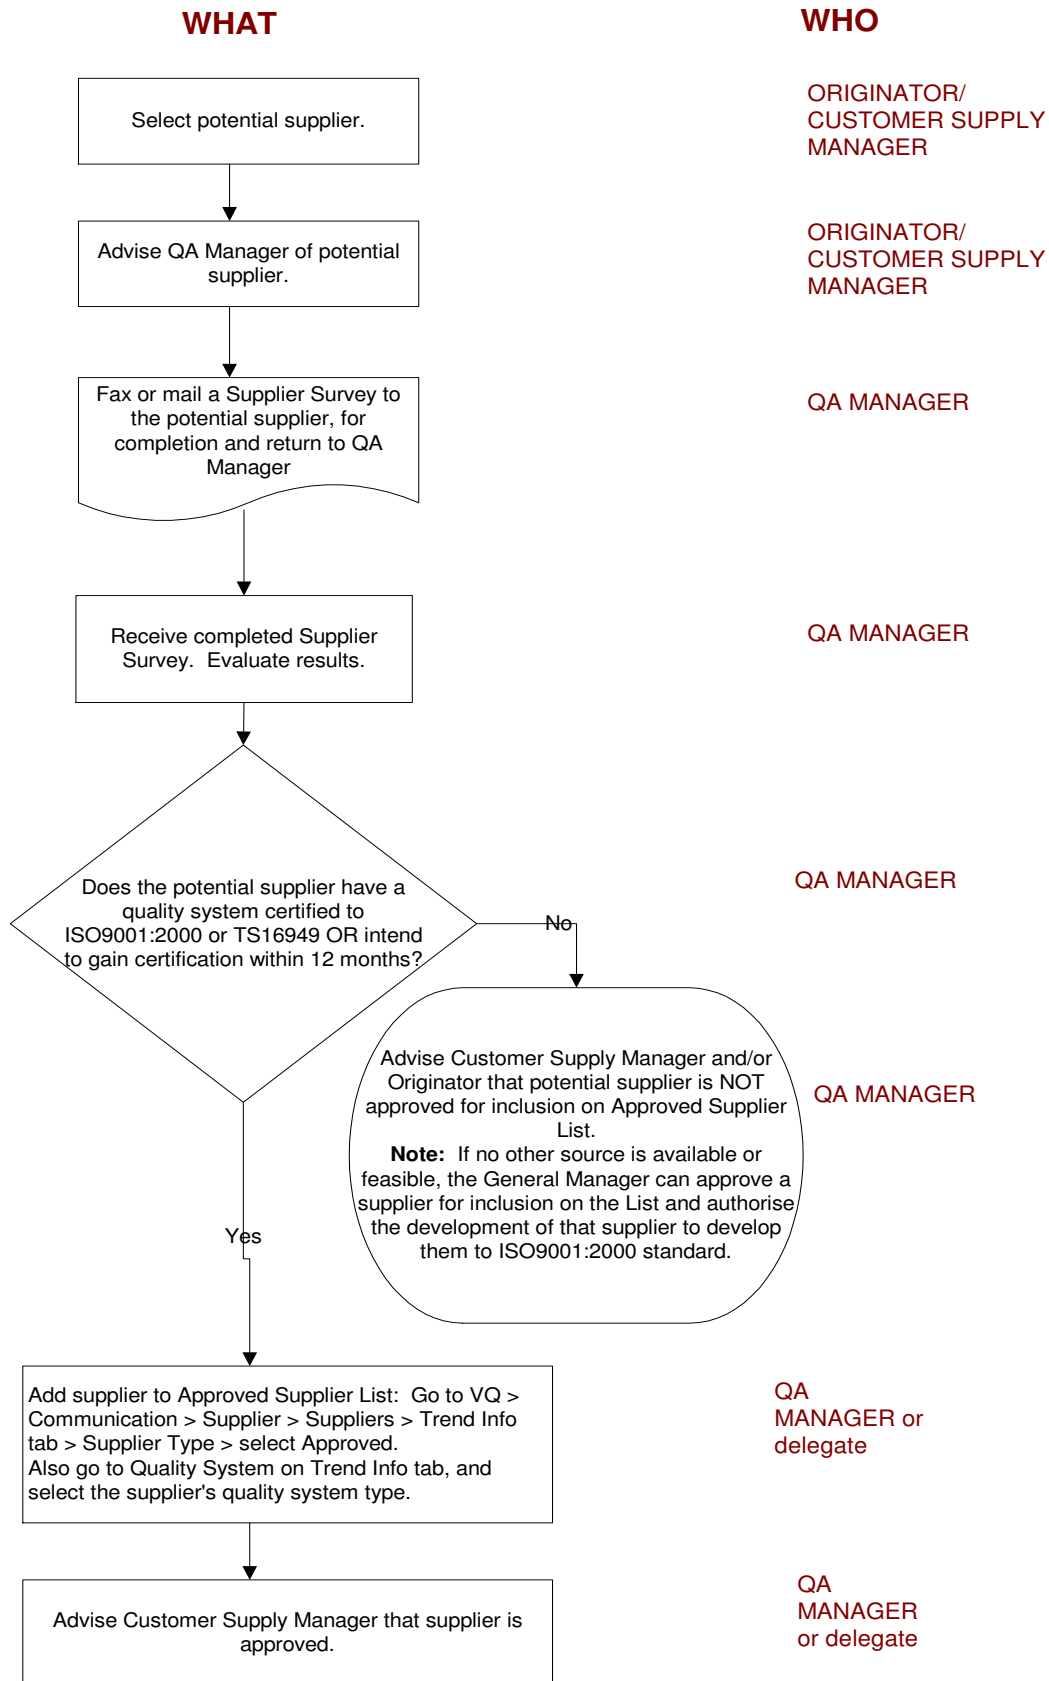 WHAT
WHO
Select potential supplier.
ORIGINATOR/
CUSTOMER SUPPLY
MANAGER
Advise QA Manager of potential
supplier.
ORIGINATOR/
CUSTOMER SUPPLY
MANAGER
Fax or mail a Supplier Survey to
the potential supplier, for
completion and return to QA
Manager
QA MANAGER
Receive completed Supplier
Survey.  Evaluate results.
QA MANAGER
Does the potential supplier have a
quality system certified to
ISO9001:2000 or TS16949 OR intend
to gain certification within 12 months?
QA MANAGER
No
Advise Customer Supply Manager and/or
Originator that potential supplier is NOT
approved for inclusion on Approved Supplier
List.
Note:  If no other source is available or
feasible, the General Manager can approve a
supplier for inclusion on the List and authorise
the development of that supplier to develop
them to ISO9001:2000 standard.
QA MANAGER
Yes
Add supplier to Approved Supplier List:  Go to VQ >
Communication > Supplier > Suppliers > Trend Info
tab > Supplier Type > select Approved.
Also go to Quality System on Trend Info tab, and
select the supplier's quality system type.
QA
MANAGER or
delegate
Advise Customer Supply Manager that supplier is
approved.
QA
MANAGER
or delegate